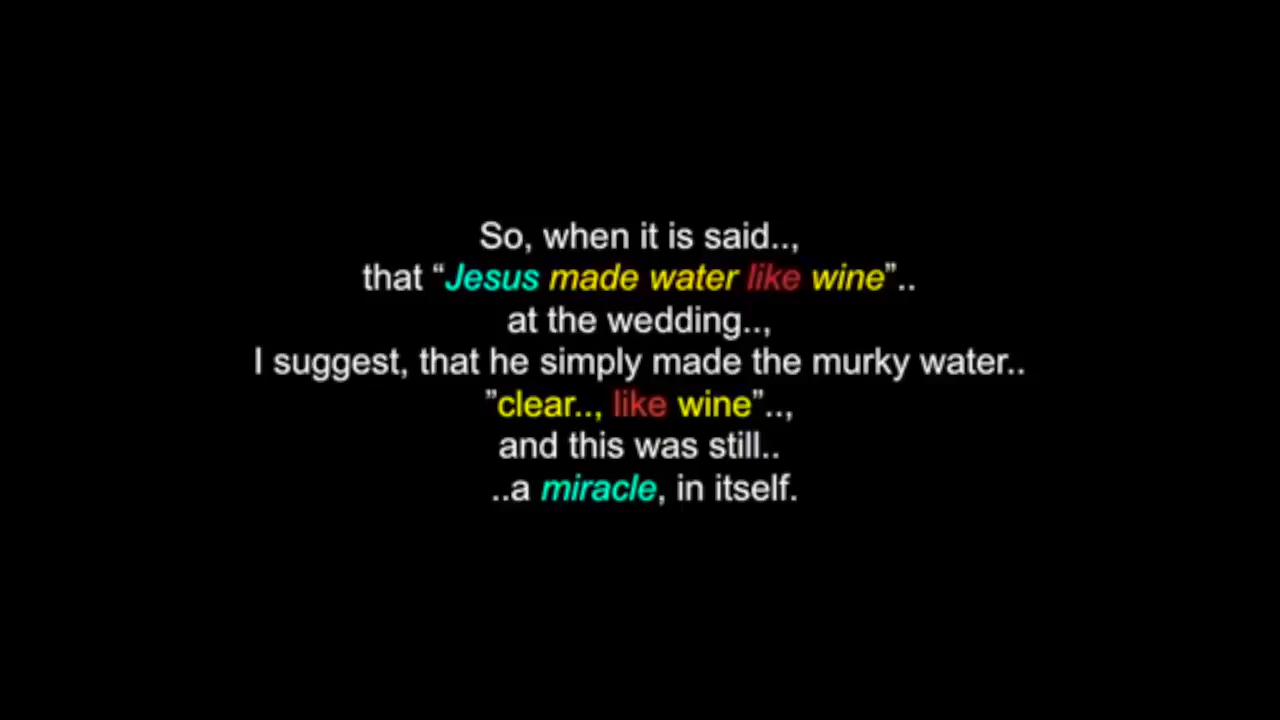 So, when it is said..,
that “Jesus made water like wine”..
at the wedding..,
I suggest, that he simply made the murky water..
”clear.., like wine”..,
and this was still..
..a miracle, in itself.